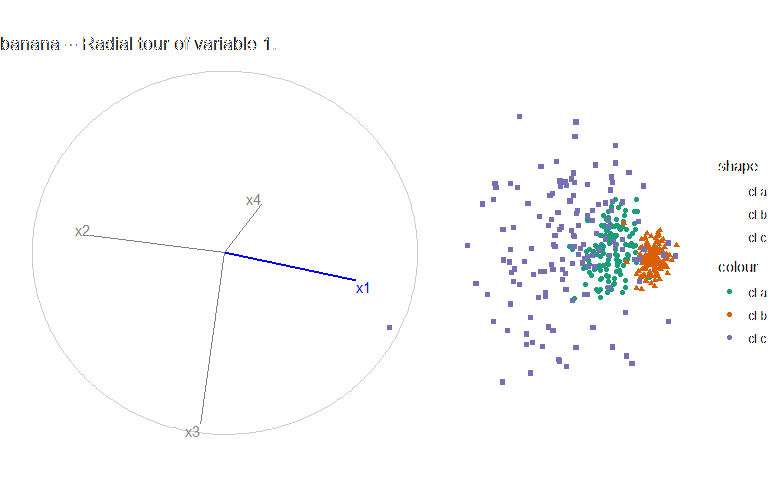 banana -- Radial tour of variable 1.
x4
x2
x1
x3
shape
cl a
cl b
cl c
colour
cl a
cl b
cl c